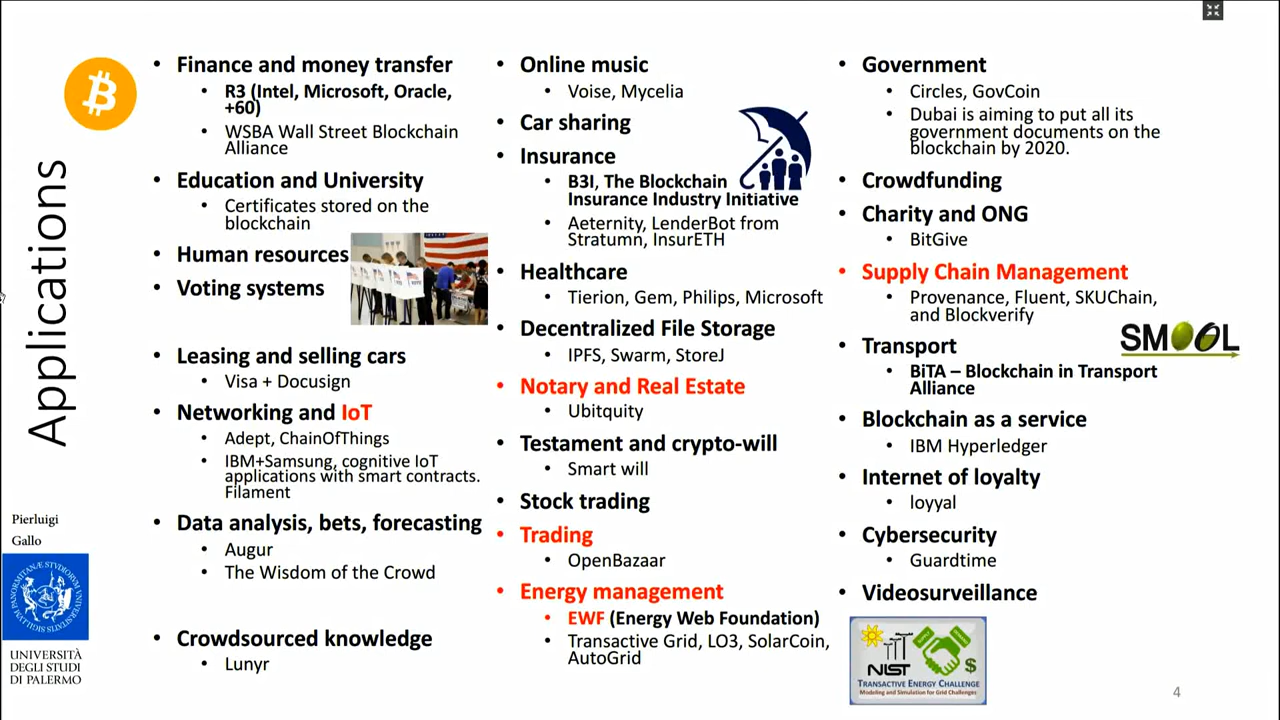 Applications
Pierluigi
Gallo
UNIVERSITÀ
DEGLI STUDI
DI PALERMO
• Finance and money transfer
• R3 (Intel, Microsoft, Oracle,
+60)
• WSBA Wall Street Blockchain
Alliance
• Education and University
• Certificates stored on the
blockchain
• Human resources
• Voting systems
• Leasing and selling cars
• Visa + Docusign
• Networking and IoT
• Adept, ChainOfThings
• IBM+Samsung, cognitive IoT
applications with smart contracts.
Filament
• Data analysis, bets, forecasting
• Augur
• The Wisdom of the Crowd
• Crowdsourced knowledge
• Lunyr
• Online music
• Voise, Mycelia
• Car sharing
• Insurance
• B3I, The Blockchain
Insurance Industry Initiative
• Aeternity, LenderBot from
Stratumn, InsurETH
• Healthcare
• Tierion, Gem, Philips, Microsoft
• Decentralized File Storage
• IPFS, Swarm, StoreJ
• Notary and Real Estate
• Ubitquity
• Testament and crypto-will
• Smart will
• Stock trading
• Trading
• OpenBazaar
• Energy management
• EWF (Energy Web Foundation)
• Transactive Grid, LO3, SolarCoin,
AutoGrid
• Government
• Circles, GovCoin
• Dubai is aiming to put all its
government documents on the
blockchain by 2020.
• Crowdfunding
• Charity and ONG
• BitGive
• Supply Chain Management
• Provenance, Fluent, SKUChain,
and Blockverify
SMOOL
• Transport
• BiTA – Blockchain in Transport
Alliance
• Blockchain as a service
• IBM Hyperledger
• Internet of loyalty
• loyyal
• Cybersecurity
• Guardtime
• Videosurveillance
NIST
$
TRANSACTIVE ENERGY CHALLENGE
Modeling and Simulation for Grid Challenges
4